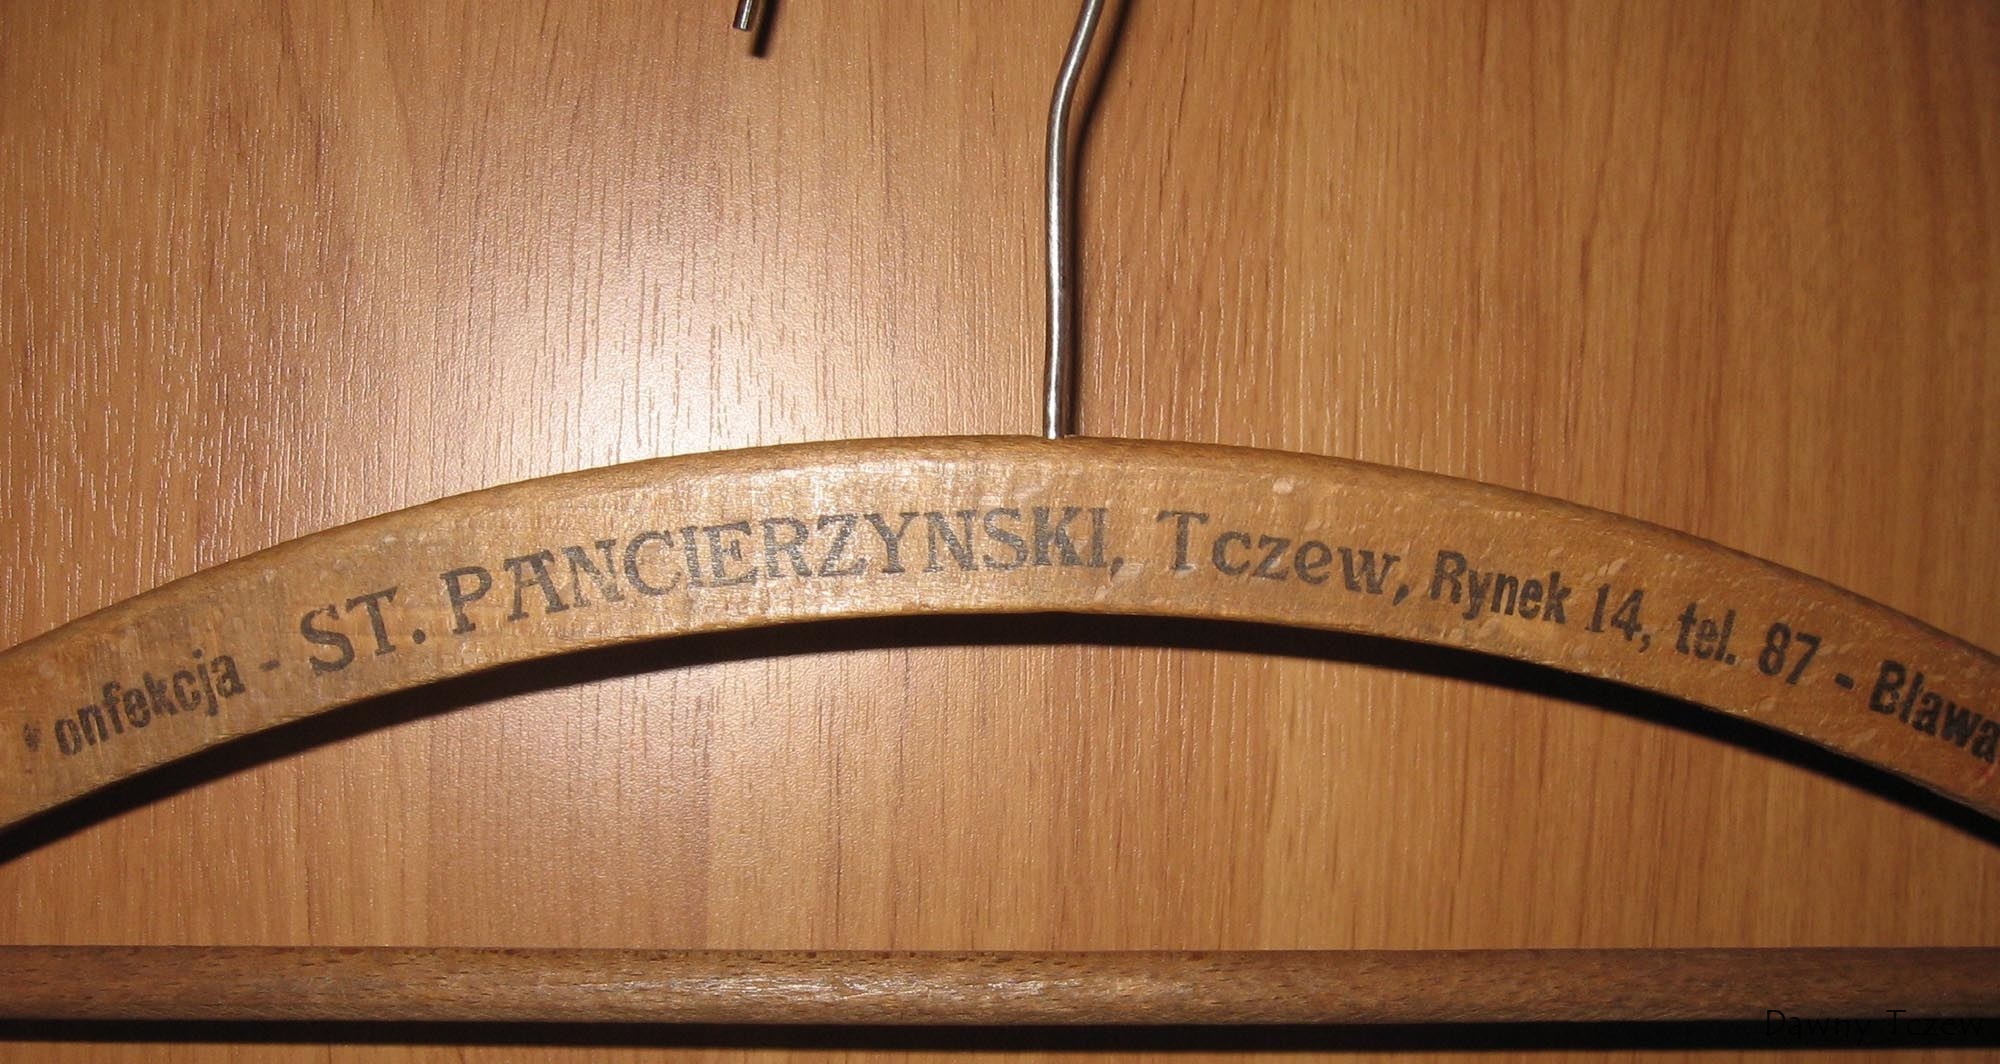 onfekcja - ST. PANCIERZYNSKI, Tczew, Rynek 14, tel. 87 - Bława
Dawny Tczew